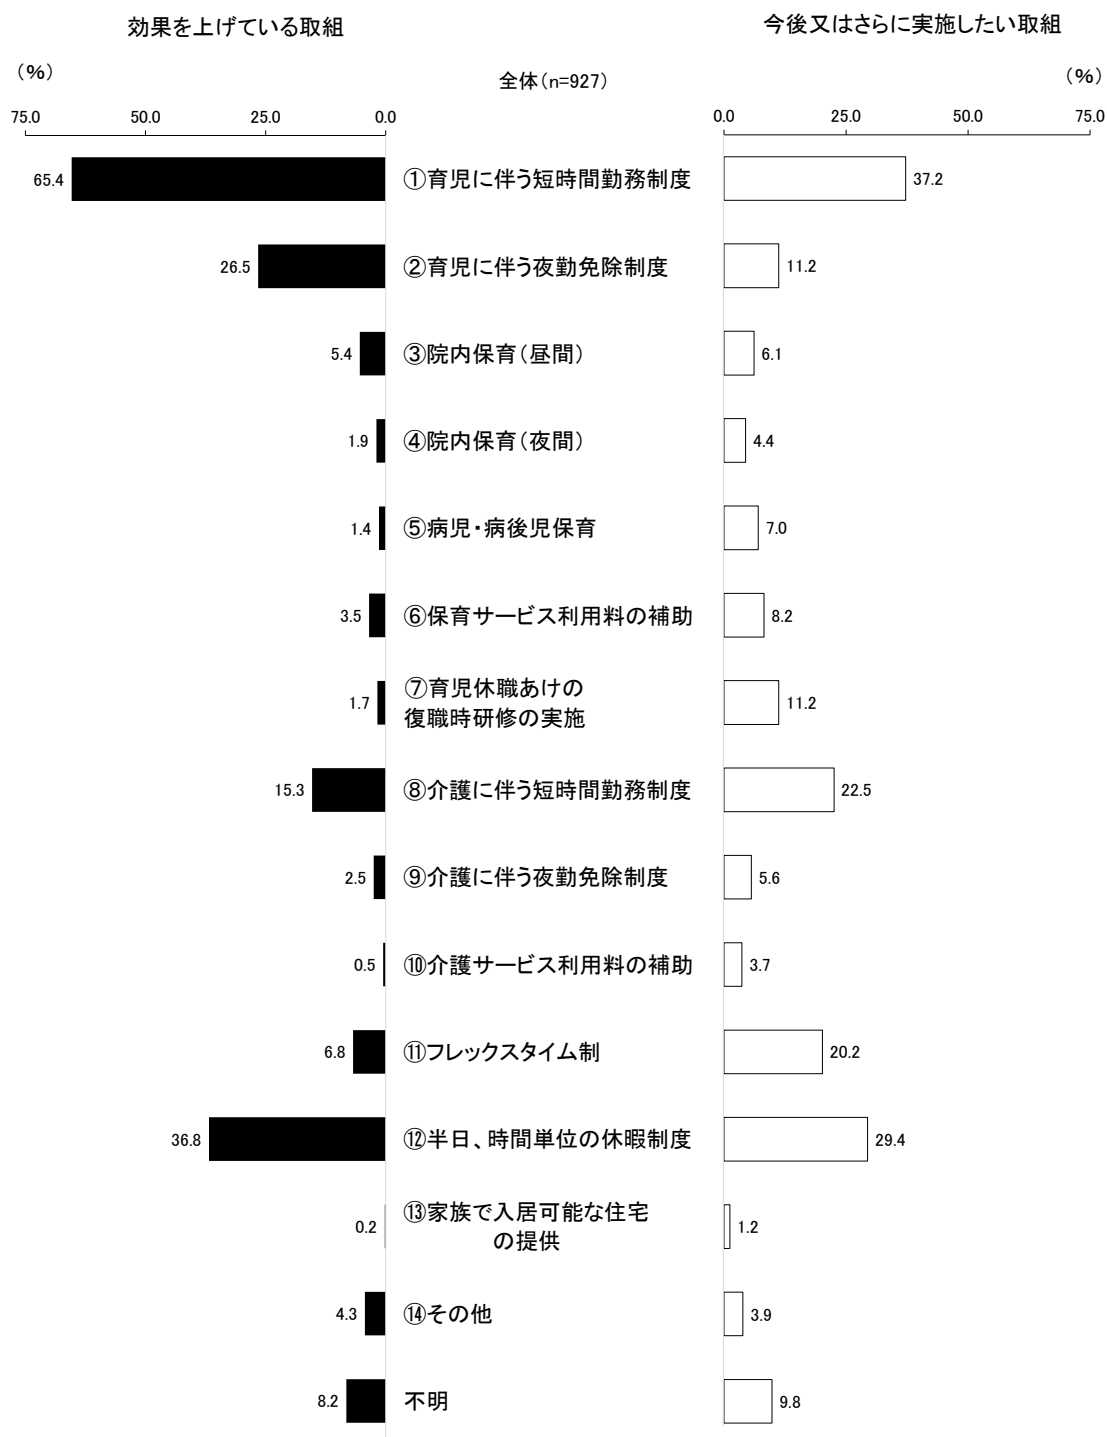 効果を上げている取組
今後又はさらに実施したい取組
（％）
全体（n=927）
（％）
75.0 50.0 25.0 0.0
0.0 25.0 50.0 75.0
65.4 ①育児に伴う短時間勤務制度 37.2
26.5 ②育児に伴う夜勤免除制度 11.2
5.4 ③院内保育（昼間） 6.1
1.9 ④院内保育（夜間） 4.4
1.4 ⑤病児・病後児保育 7.0
3.5 ⑥保育サービス利用料の補助 8.2
⑦育児休職あけの
1.7 復職時研修の実施 11.2
15.3 ⑧介護に伴う短時間勤務制度 22.5
2.5 ⑨介護に伴う夜勤免除制度 5.6
0.5 ⑩介護サービス利用料の補助 3.7
6.8 ⑪フレックスタイム制 20.2
36.8 ⑫半日、時間単位の休暇制度 29.4
⑬家族で入居可能な住宅
0.2 の提供 1.2
4.3 ⑭その他 3.9
8.2 不明 9.8